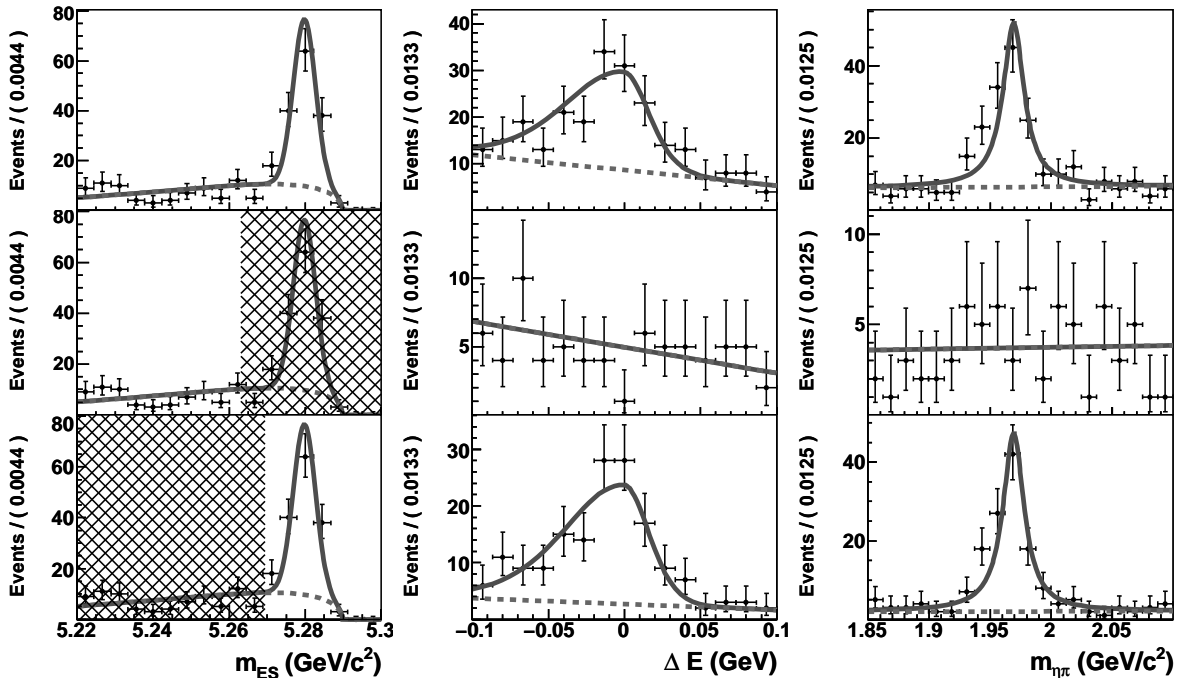 Events / ( 0.0044 )
80
60
40
20
Events / ( 0.0133 )
40
30
20
10
Events / ( 0.0125 )
40
20
Events / ( 0.0044 )
80
60
40
20
Events / ( 0.0133 )
10
5
Events / ( 0.0125 )
10
5
Events / ( 0.0044 )
80
60
40
20
5.22 5.24 5.26 5.28 5.3
m_ES (GeV/c²)
Events / ( 0.0133 )
30
20
10
−0.1 −0.05 0 0.05 0.1
Δ E (GeV)
Events / ( 0.0125 )
40
20
1.85 1.9 1.95 2 2.05
m_ηπ (GeV/c²)